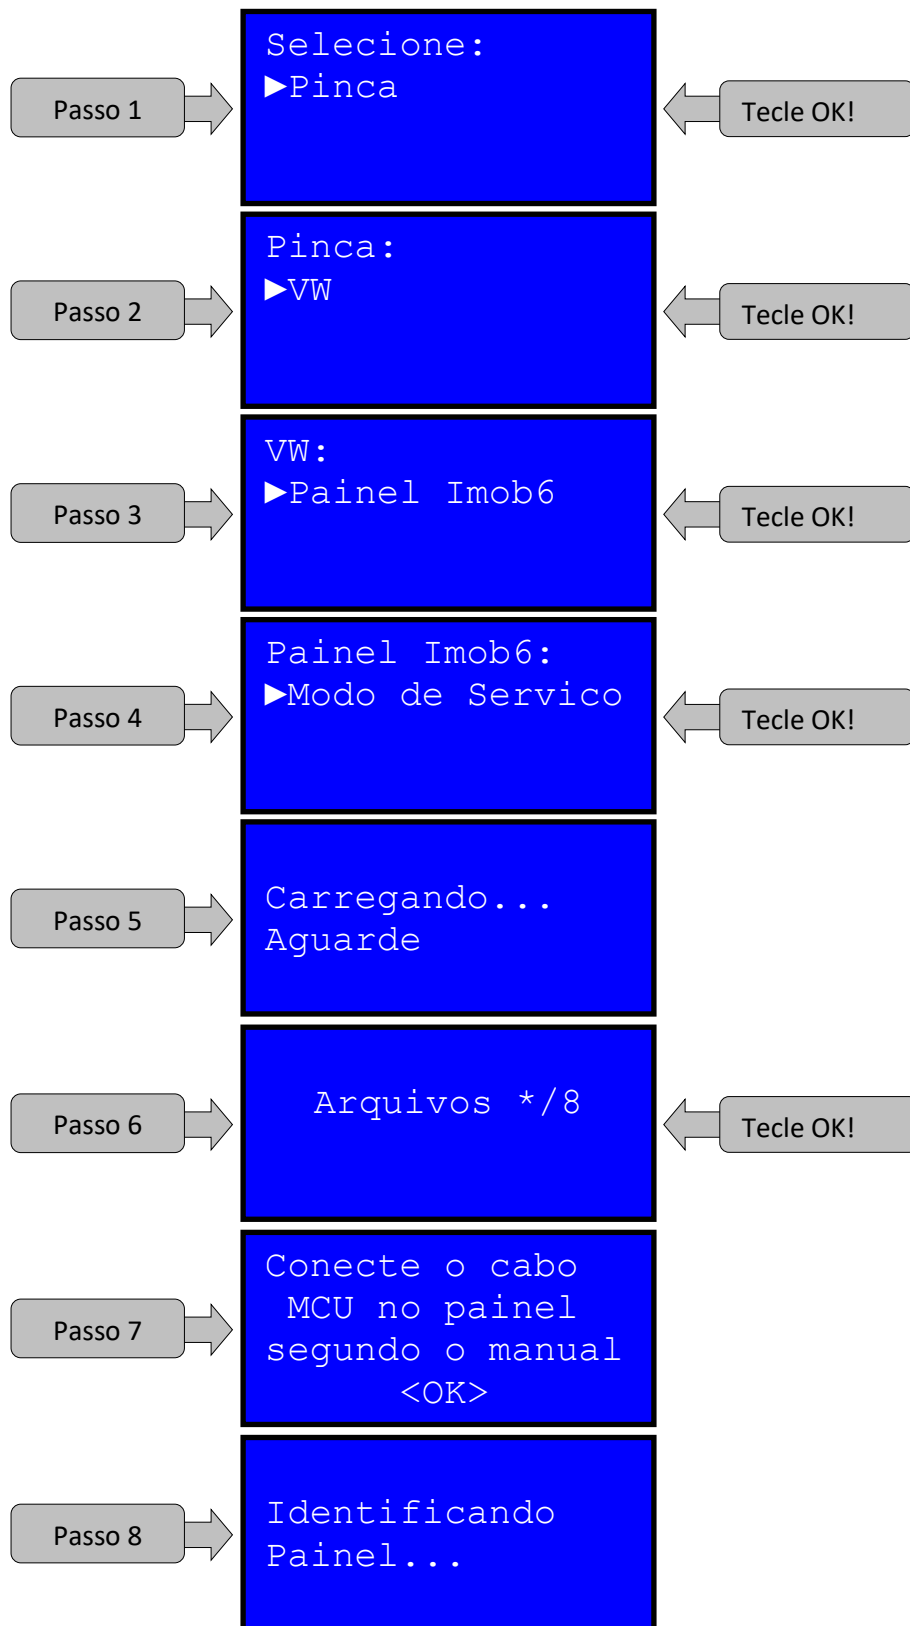 Selecione:
►Pinca
Passo 1
Tecle OK!
Pinca:
►VW
Passo 2
Tecle OK!
VW:
►Painel Imob6
Passo 3
Tecle OK!
Painel Imob6:
►Modo de Servico
Passo 4
Tecle OK!
Carregando...
Aguarde
Passo 5
Arquivos */8
Passo 6
Tecle OK!
Conecte o cabo
MCU no painel
segundo o manual
<OK>
Passo 7
Identificando
Painel...
Passo 8